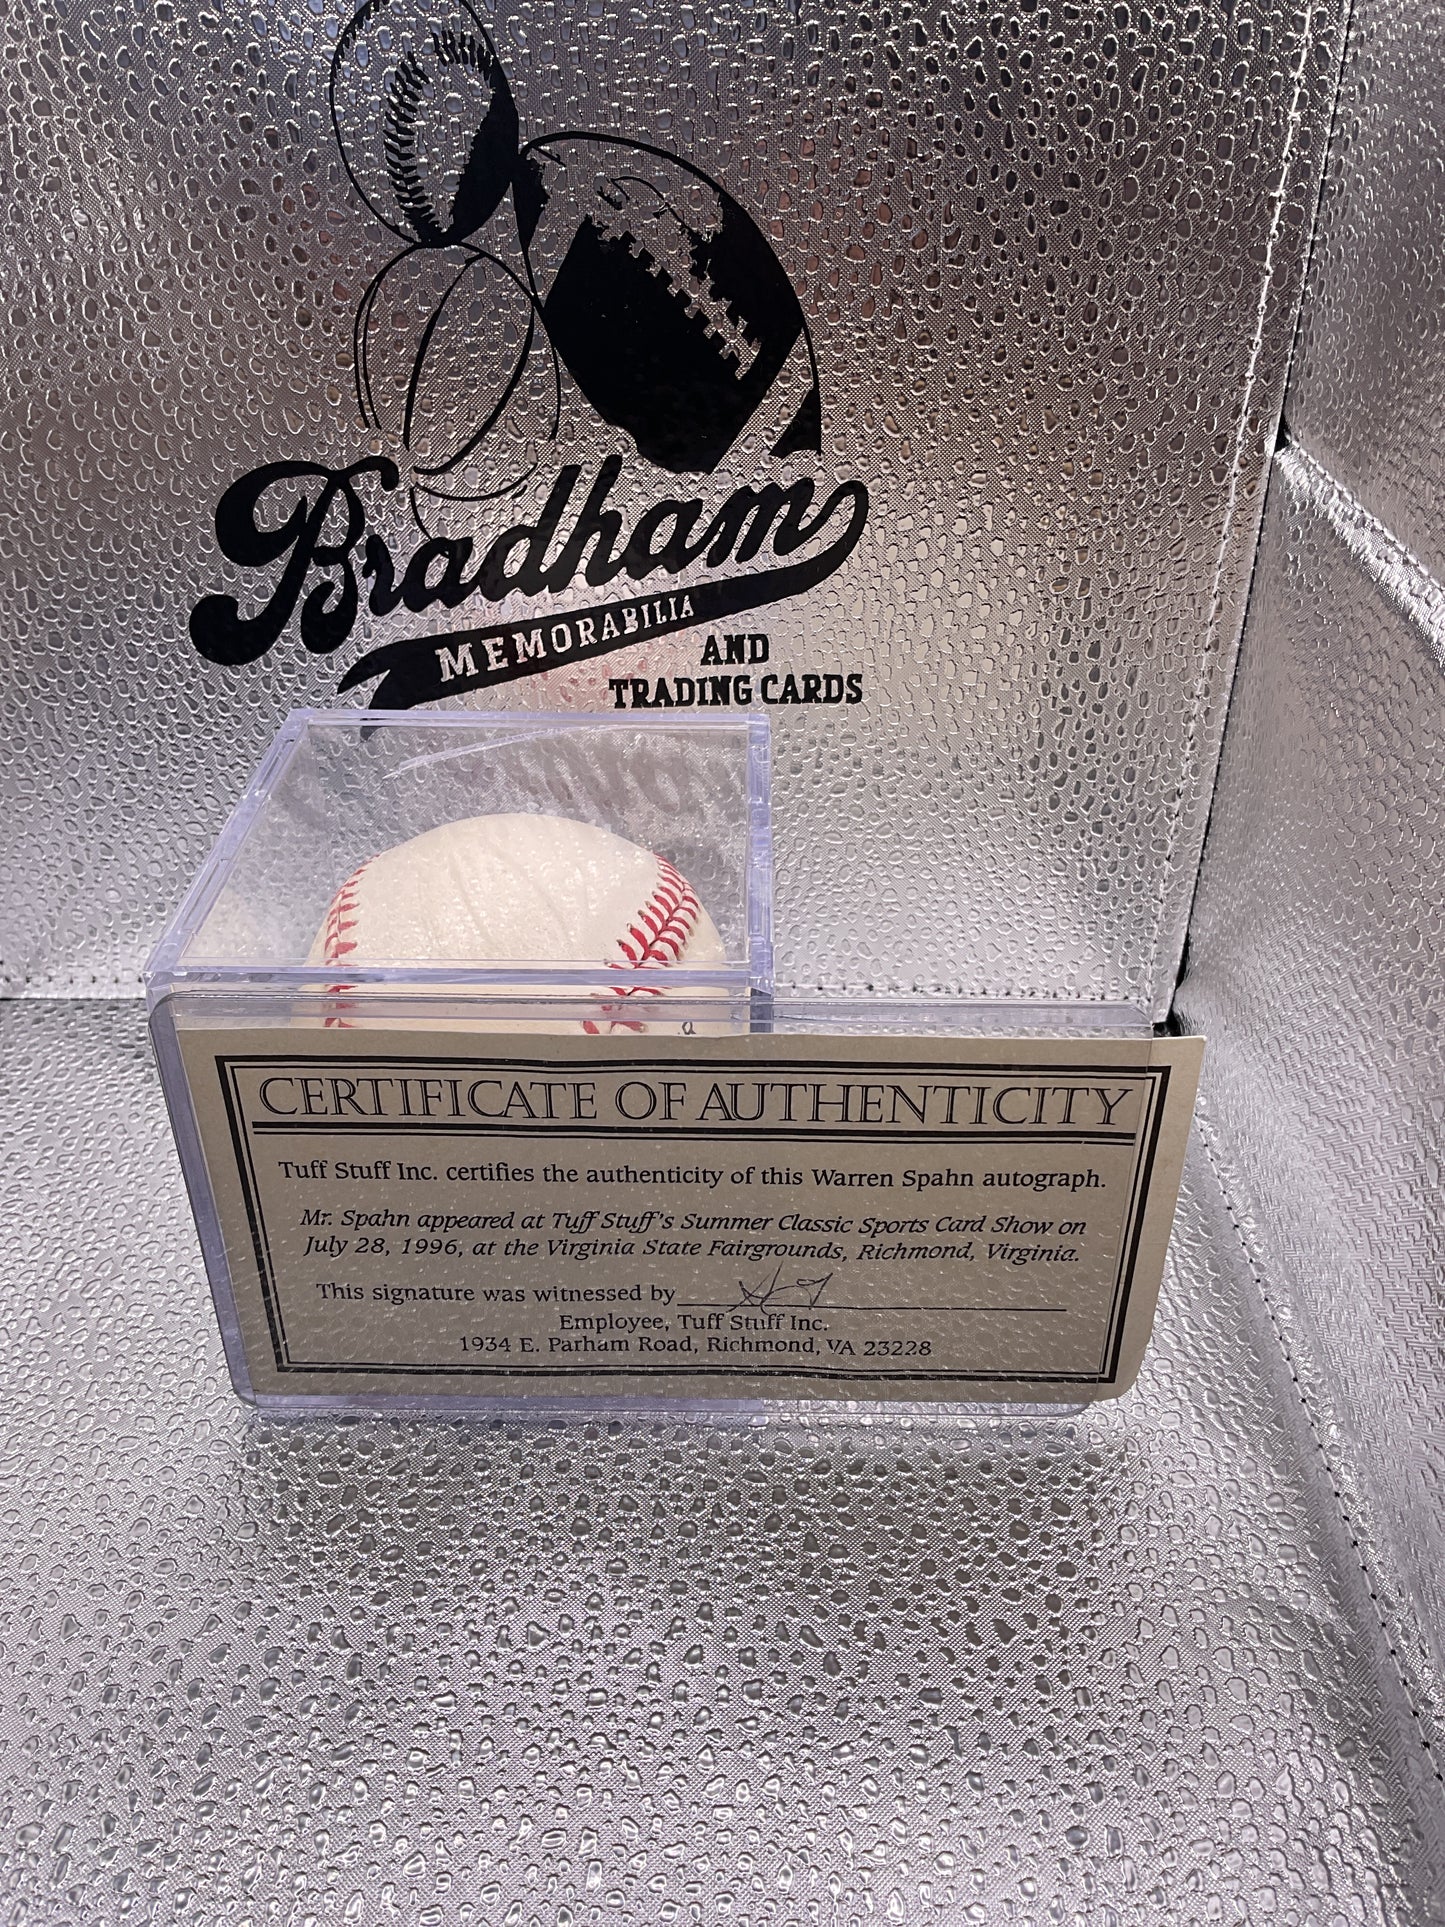 Bradham
MEMORABILIA
AND
TRADING CARDS
CERTIFICATE OF AUTHENTICITY
Tuff Stuff Inc. certifies the authenticity of this Warren Spahn autograph.
Mr. Spahn appeared at Tuff Stuff's Summer Classic Sports Card Show on
July 28, 1996, at the Virginia State Fairgrounds, Richmond, Virginia.
This signature was witnessed by
Employee, Tuff Stuff Inc.
1934 E. Parham Road, Richmond, VA 23228